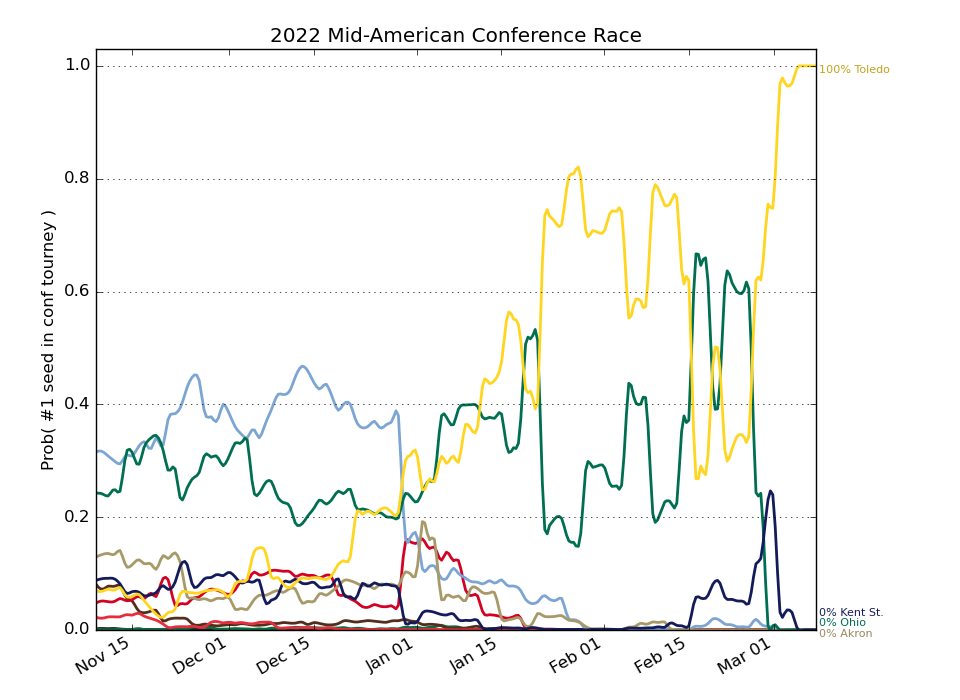 2022 Mid-American Conference Race
Prob( #1 seed in conf tourney )
1.0
0.8
0.6
0.4
0.2
0.0
100% Toledo
0% Kent St.
0% Ohio
0% Akron
Nov 15
Dec 01
Dec 15
Jan 01
Jan 15
Feb 01
Feb 15
Mar 01